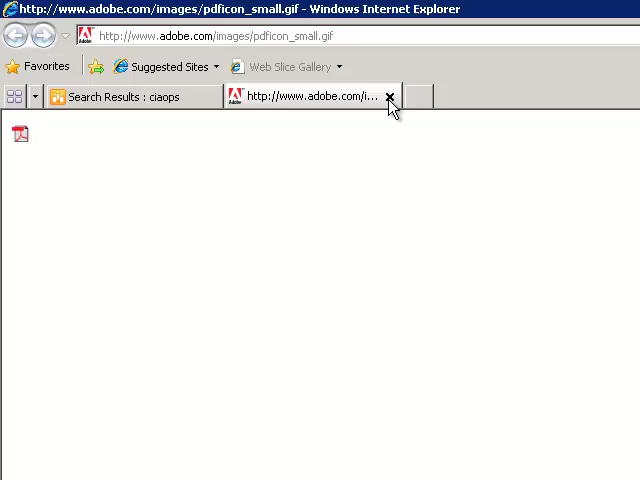 http://www.adobe.com/images/pdficon_small.gif - Windows Internet Explorer
http://www.adobe.com/images/pdficon_small.gif
Favorites Suggested Sites Web Slice Gallery
Search Results : ciaops http://www.adobe.com/i...